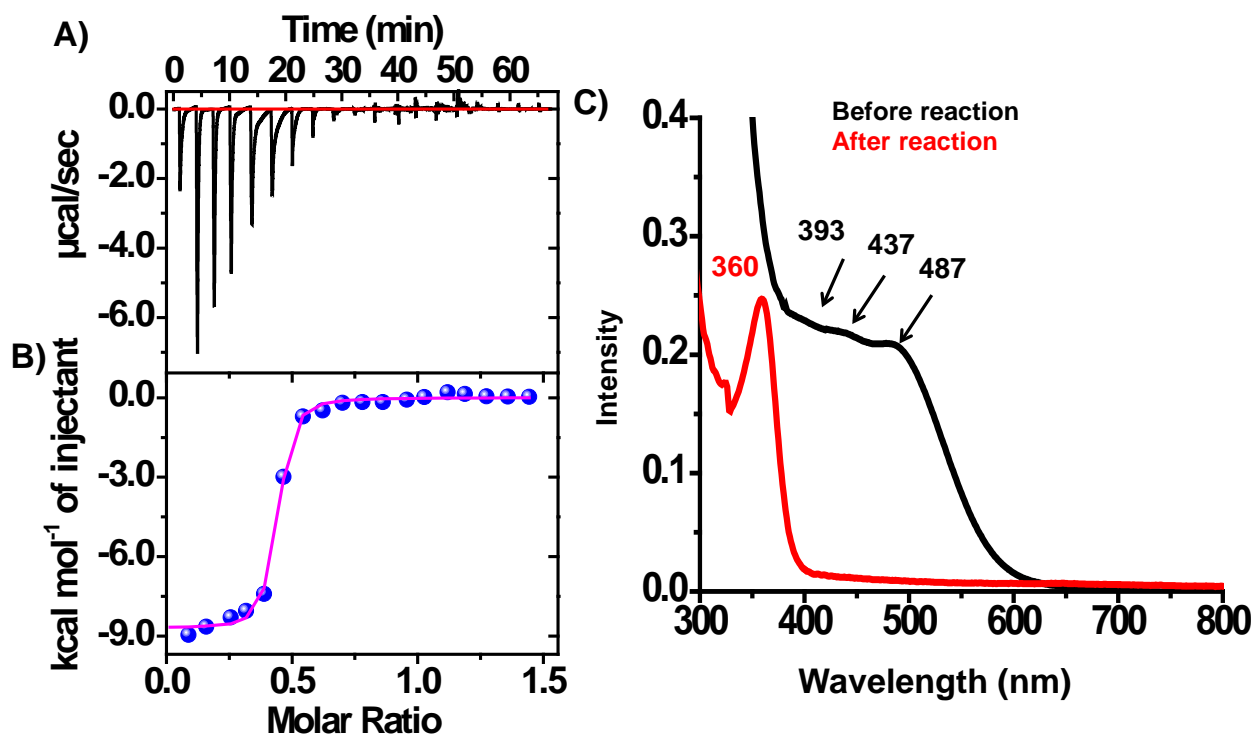 A)
Time (min)
0 10 20 30 40 50 60
0.0
-2.0
-4.0
-6.0
µcal/sec
B)
0.0
-3.0
-6.0
-9.0
kcal mol⁻¹ of injectant
0.0 0.5 1.0 1.5
Molar Ratio
C)
Before reaction
After reaction
0.4
0.3
0.2
0.1
0.0
Intensity
360
393
437
487
300 400 500 600 700 800
Wavelength (nm)